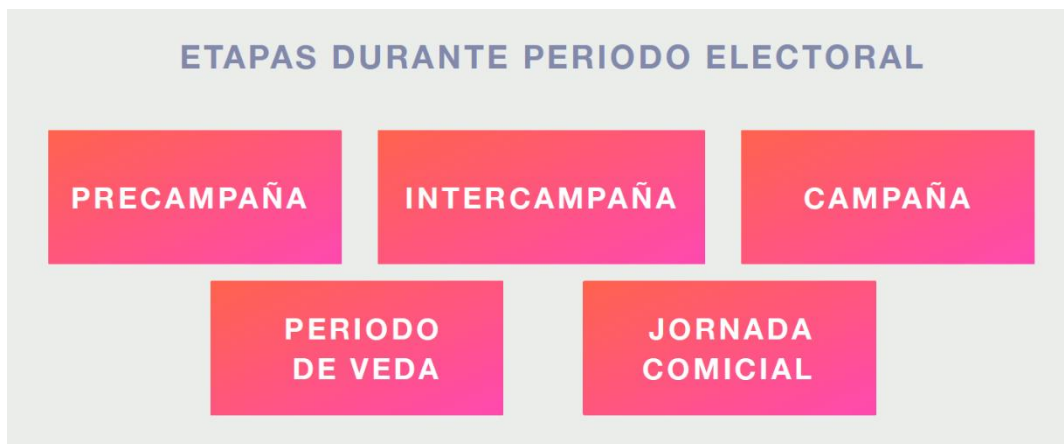 ETAPAS DURANTE PERIODO ELECTORAL
PRECAMPAÑA
INTERCAMPAÑA
CAMPAÑA
PERIODO
DE VEDA
JORNADA
COMICIAL